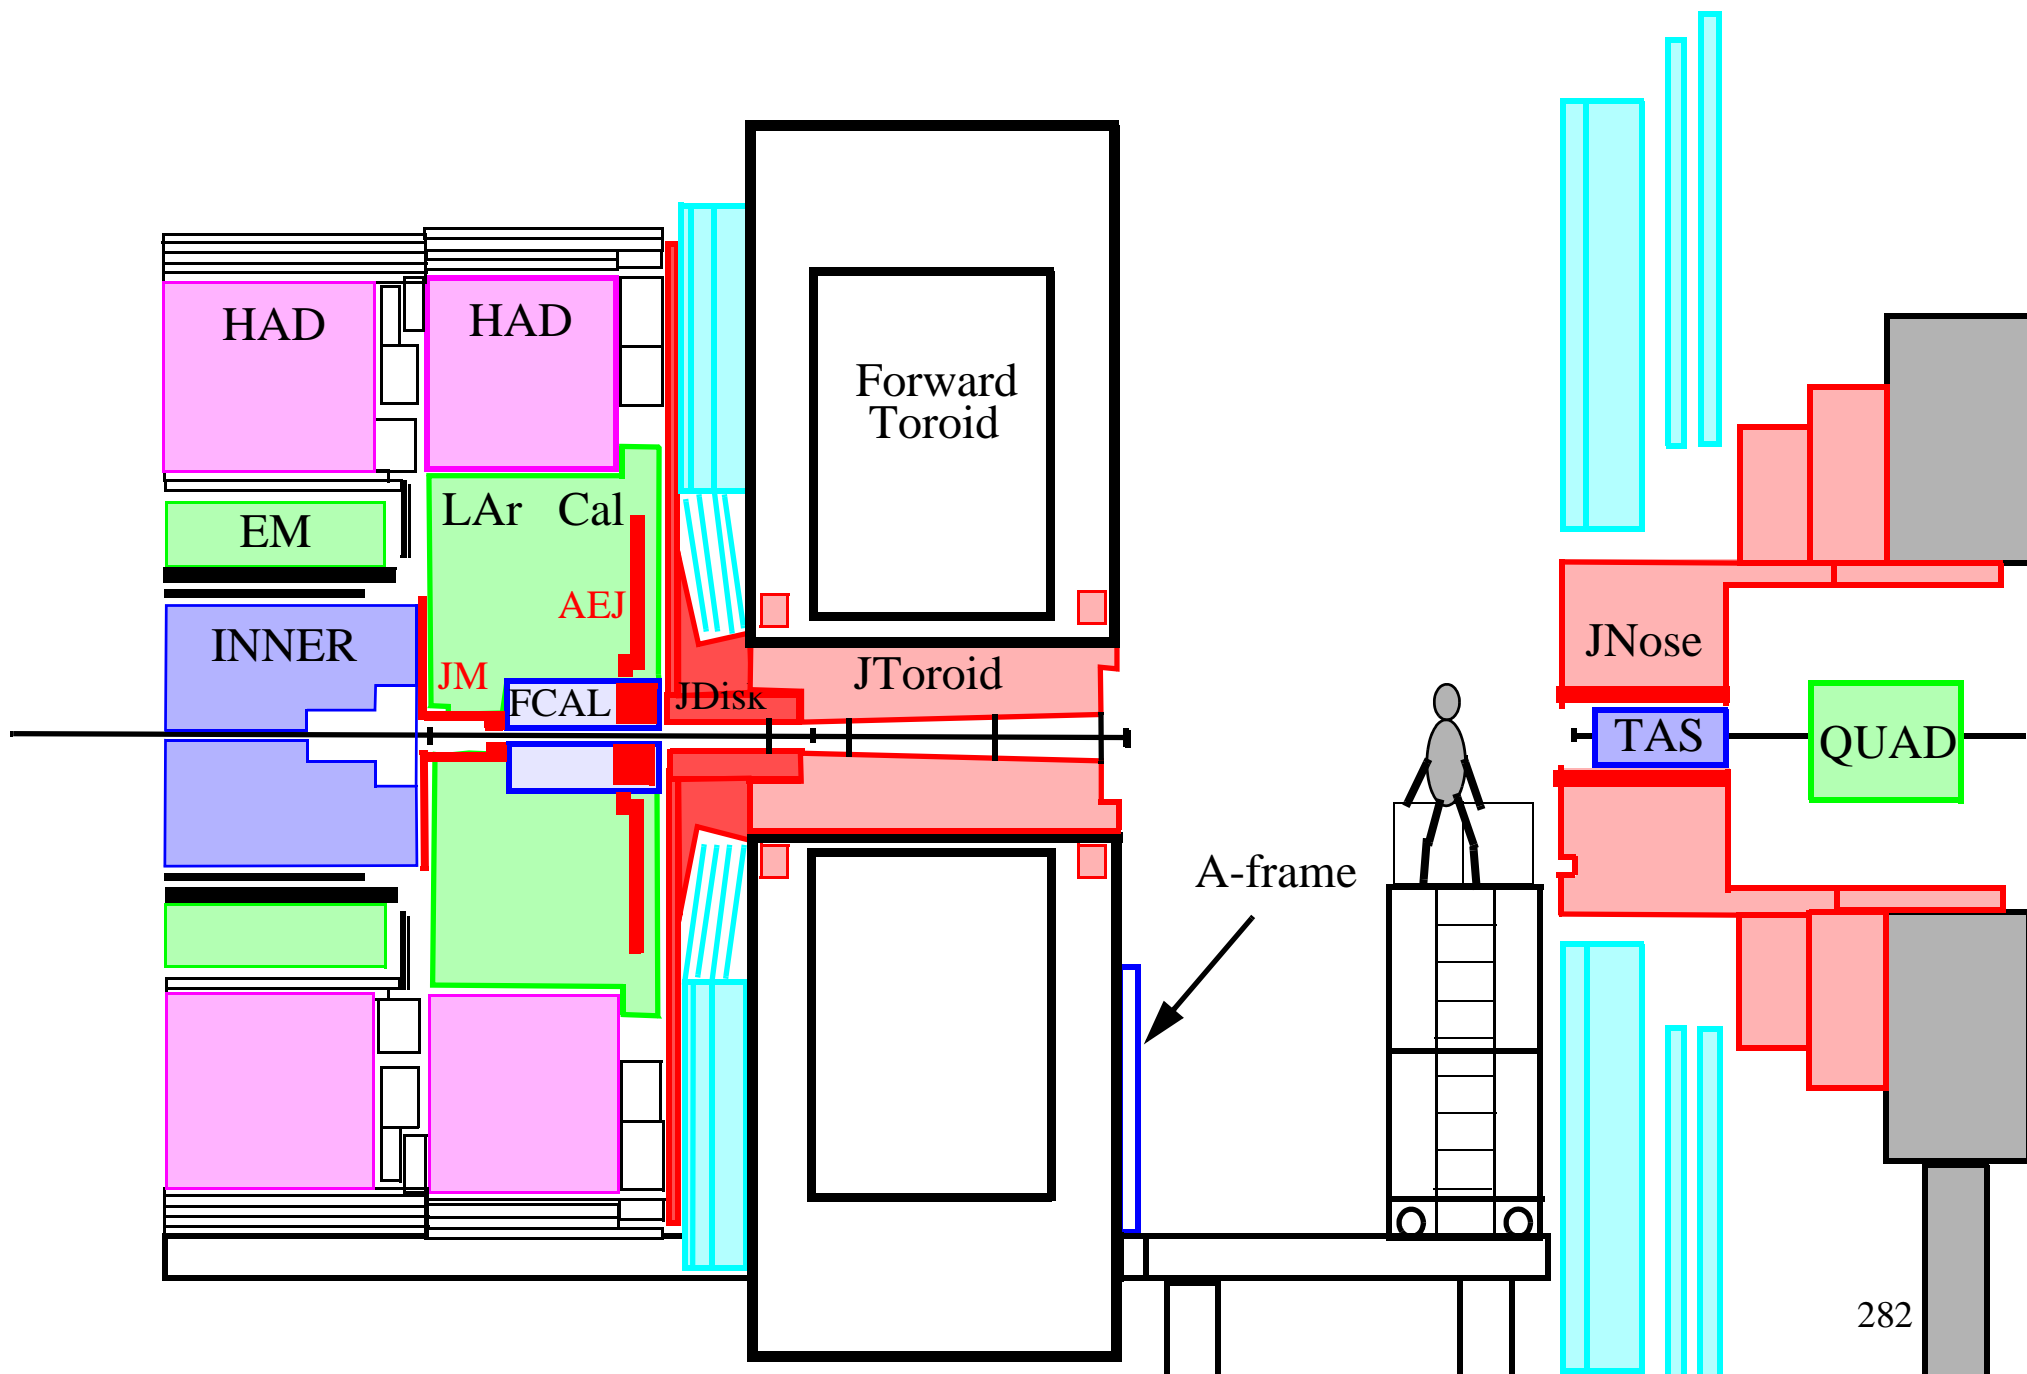 HAD
HAD
Forward
Toroid
LAr Cal
EM
AEJ
INNER
JM
FCAL
JDisk
JToroid
JNose
TAS
QUAD
A-frame
282